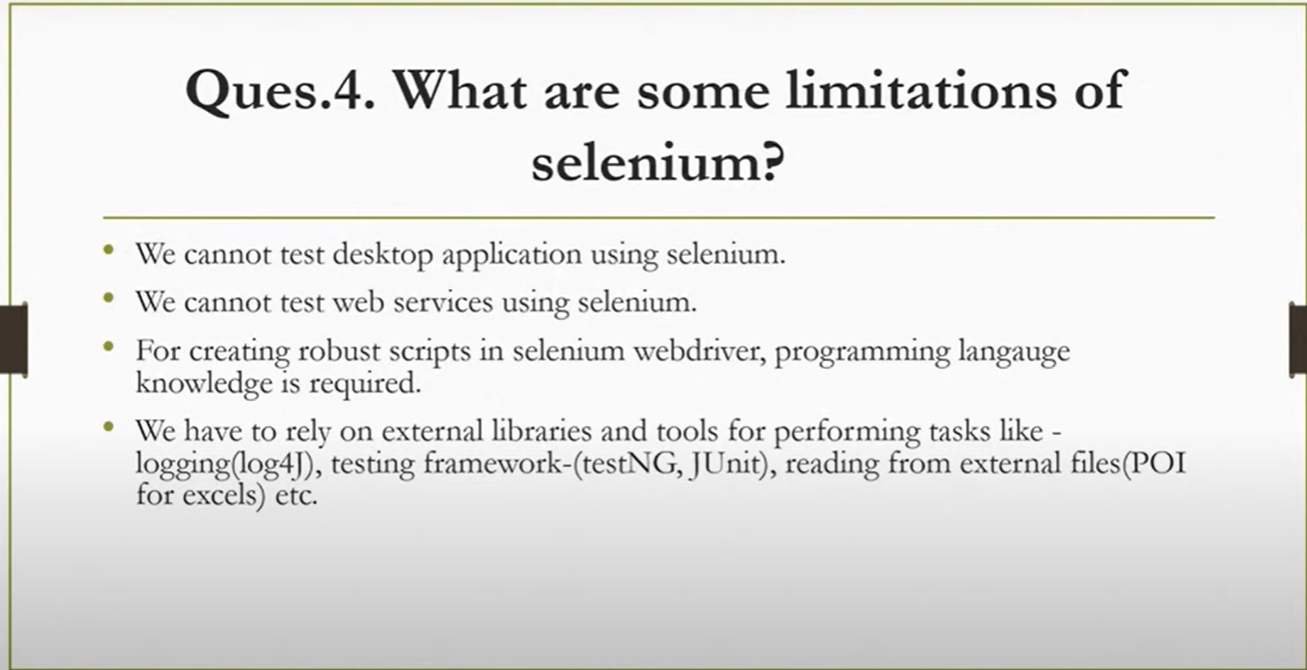 Ques.4. What are some limitations of
selenium?
• We cannot test desktop application using selenium.
• We cannot test web services using selenium.
• For creating robust scripts in selenium webdriver, programming langauge
knowledge is required.
• We have to rely on external libraries and tools for performing tasks like -
logging(log4J), testing framework-(testNG, JUnit), reading from external files(POI
for excels) etc.